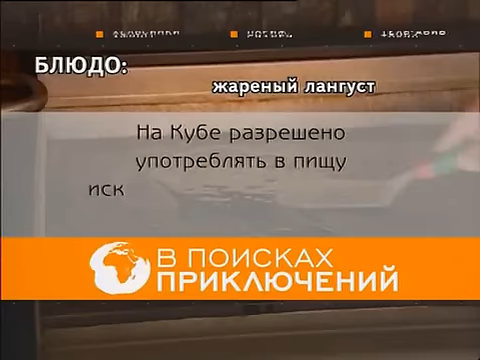 БЛЮДО:
жареный лангуст
На Кубе разрешено
употреблять в пищу
иск
В ПОИСКАХ
ПРИКЛЮЧЕНИЙ